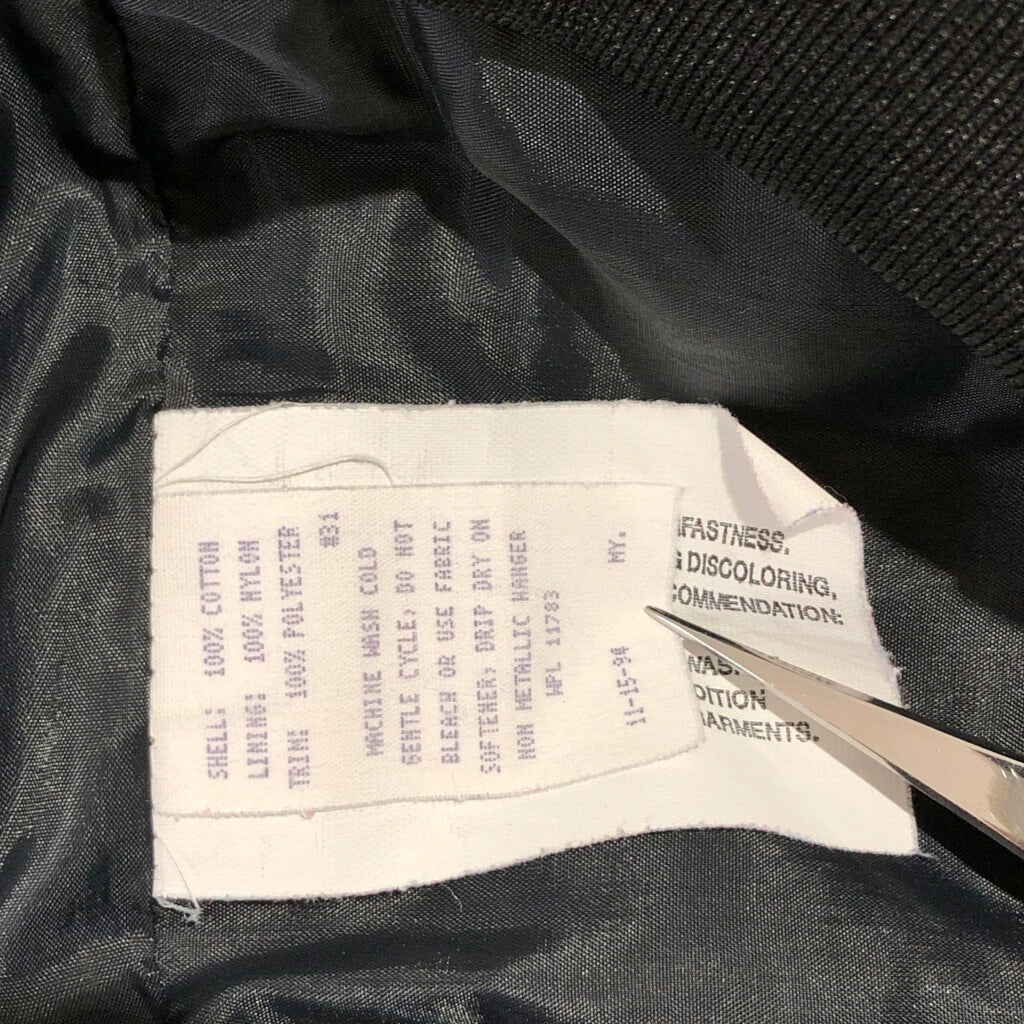 SHELL: 100% COTTON
LINING: 100% NYLON
TRIM: 100% POLYESTER
#31
MACHINE WASH COLD
GENTLE CYCLE, DO NOT
BLEACH OR USE FABRIC
SOFTENER, DRIP DRY ON
NON METALLIC HANGER
WPL 11783
11-15-94 MY.
FASTNESS,
DISCOLORING,
COMMENDATION:
WAS.
DITION
GARMENTS.